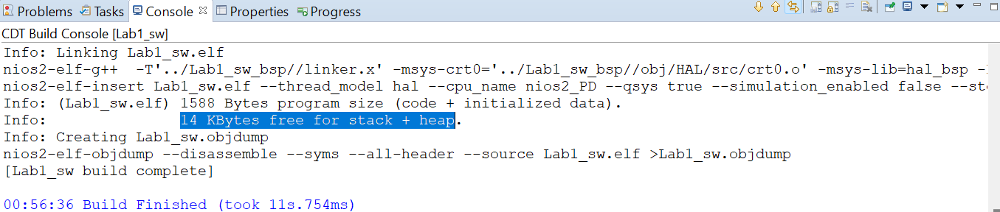 Problems Tasks Console Properties Progress
CDT Build Console [Lab1_sw]
Info: Linking Lab1_sw.elf
nios2-elf-g++  -T'../Lab1_sw_bsp//linker.x' -msys-crt0='../Lab1_sw_bsp//obj/HAL/src/crt0.o' -msys-lib=hal_bsp
nios2-elf-insert Lab1_sw.elf --thread_model hal --cpu_name nios2_PD --qsys true --simulation_enabled false
Info: (Lab1_sw.elf) 1588 Bytes program size (code + initialized data).
Info:               14 KBytes free for stack + heap.
Info: Creating Lab1_sw.objdump
nios2-elf-objdump --disassemble --syms --all-header --source Lab1_sw.elf >Lab1_sw.objdump
[Lab1_sw build complete]
00:56:36 Build Finished (took 11s.754ms)